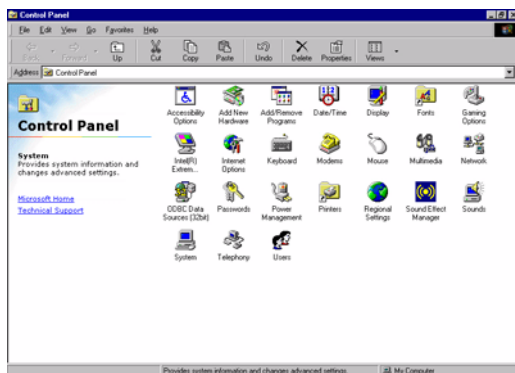 Control Panel
File Edit View Go Favorites Help
Back Forward Up Cut Copy Paste Undo Delete Properties Views
Address Control Panel
Control Panel
System
Provides system information and
changes advanced settings.
Microsoft Home
Technical Support
Accessibility
Options
Add New
Hardware
Add/Remove
Programs
Date/Time
Display
Fonts
Gaming
Options
Intel(R)
Extrem...
Internet
Options
Keyboard
Modems
Mouse
Multimedia
Network
ODBC Data
Sources (32bit)
Passwords
Power
Management
Printers
Regional
Settings
Sound Effect
Manager
Sounds
System
Telephony
Users
Provides system information and changes advanced settings.
My Computer